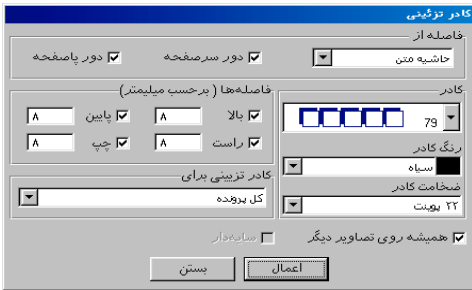 کادر تزئینی
فاصله از
حاشیه متن
دور سرصفحه
دور پاصفحه
کادر
79
رنگ کادر
سیاه
ضخامت کادر
۲۲ پوینت
فاصله‌ها ( برحسب میلیمتر)
بالا ۸ پایین ۸
راست ۸ چپ ۸
کادر تزیینی برای
کل پرونده
همیشه روی تصاویر دیگر
سایه‌دار
اعمال
بستن